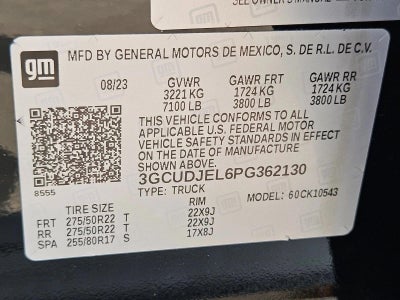 SEE OWNER'S MANUAL
gm
MFD BY GENERAL MOTORS DE MEXICO, S. DE R.L. DE C.V.
08/23 GVWR GAWR FRT GAWR RR
3221 KG 1724 KG 1724 KG
7100 LB 3800 LB 3800 LB
THIS VEHICLE CONFORMS TO ALL
APPLICABLE U.S. FEDERAL MOTOR
VEHICLE SAFETY STANDARDS IN EFFECT
ON THE DATE OF MANUFACTURE
SHOWN ABOVE.
8555
3GCUDJEL6PG362130
TYPE: TRUCK MODEL: 60CK10543
TIRE SIZE RIM
FRT 275/50R22 T 22X9J
RR 275/50R22 T 22X9J
SPA 255/80R17 S 17X8J